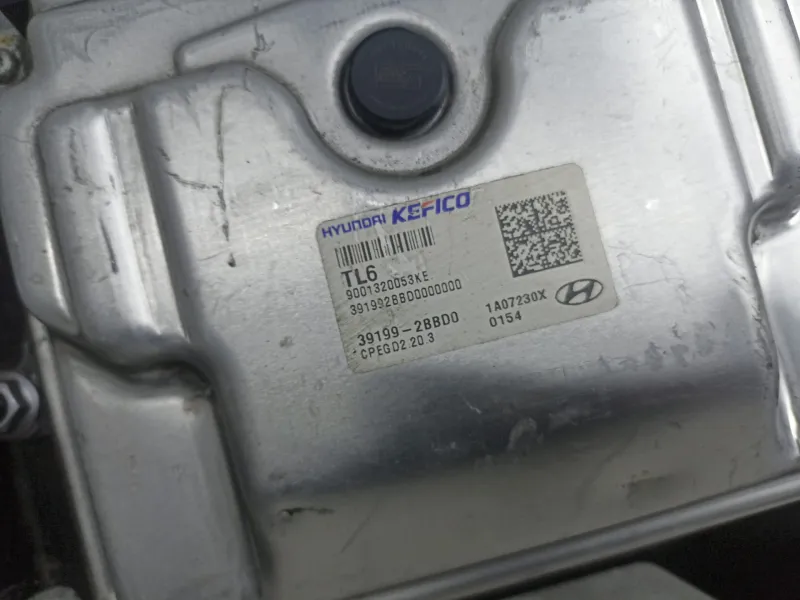 HYUNDAI KEFICO
TL6
9001320053KE
391992BBD0000000
39199-2BBD0
1A07230X
CPEGD2.20.3
0154